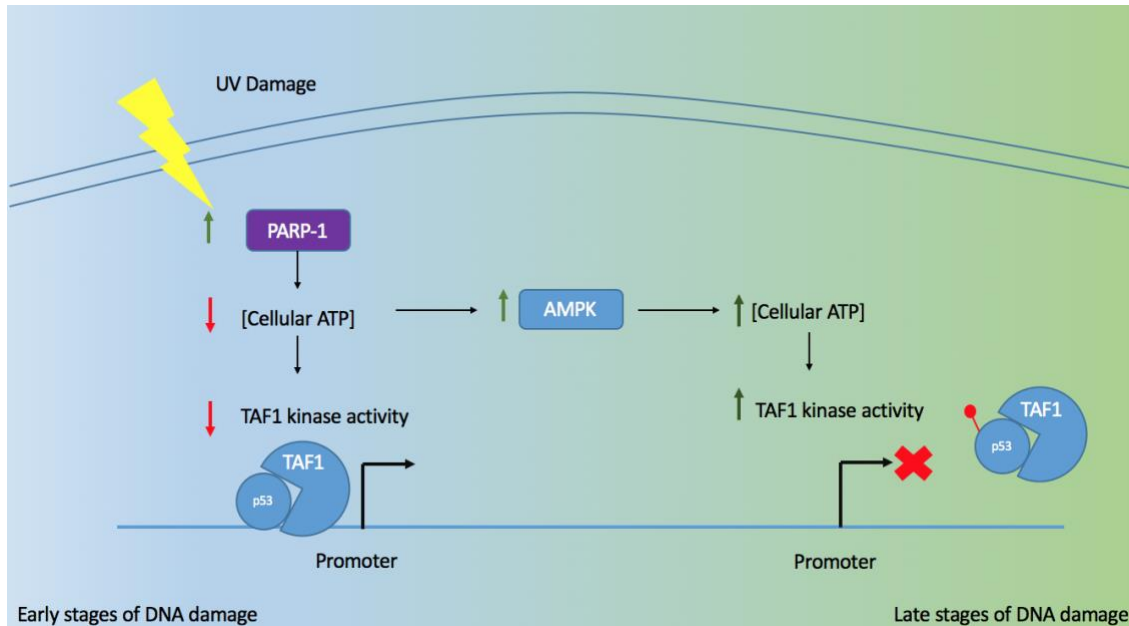 UV Damage
PARP-1
[Cellular ATP]
AMPK
[Cellular ATP]
TAF1 kinase activity
TAF1 kinase activity
TAF1
p53
TAF1
p53
Promoter
Promoter
Early stages of DNA damage
Late stages of DNA damage